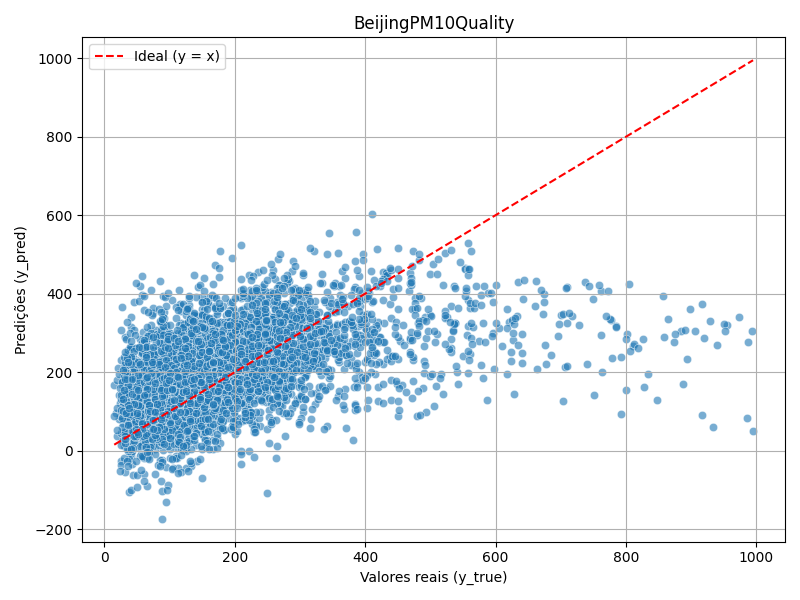 BeijingPM10Quality
Ideal (y = x)
1000
800
600
400
200
0
−200
Predições (y_pred)
0 200 400 600 800 1000
Valores reais (y_true)